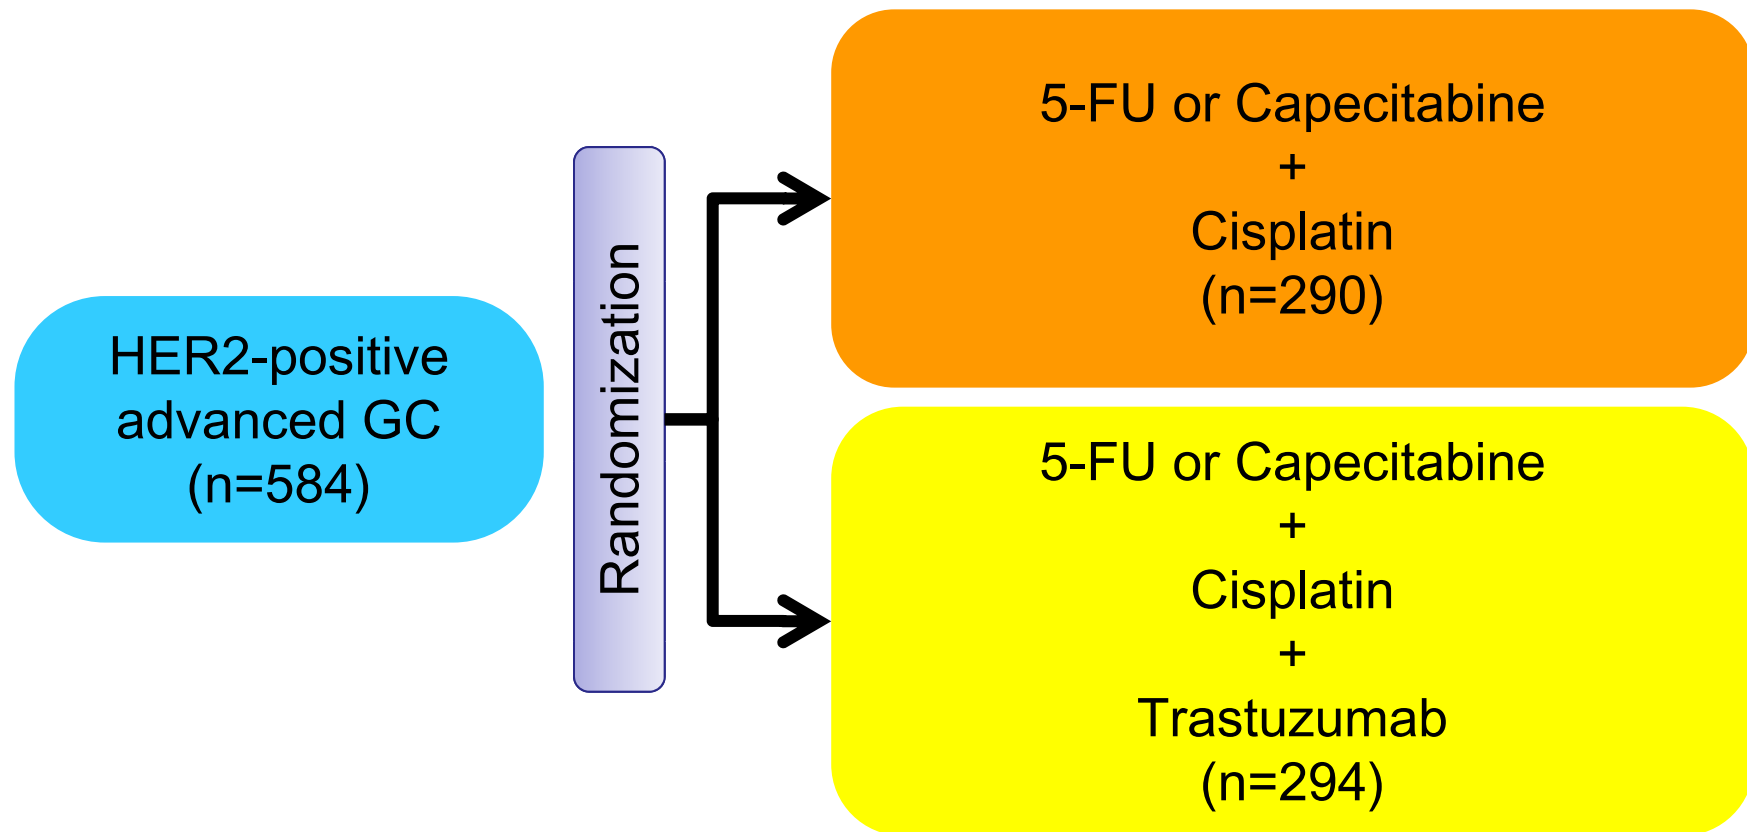 HER2-positive
advanced GC
(n=584)
Randomization
5-FU or Capecitabine
+
Cisplatin
(n=290)
5-FU or Capecitabine
+
Cisplatin
+
Trastuzumab
(n=294)